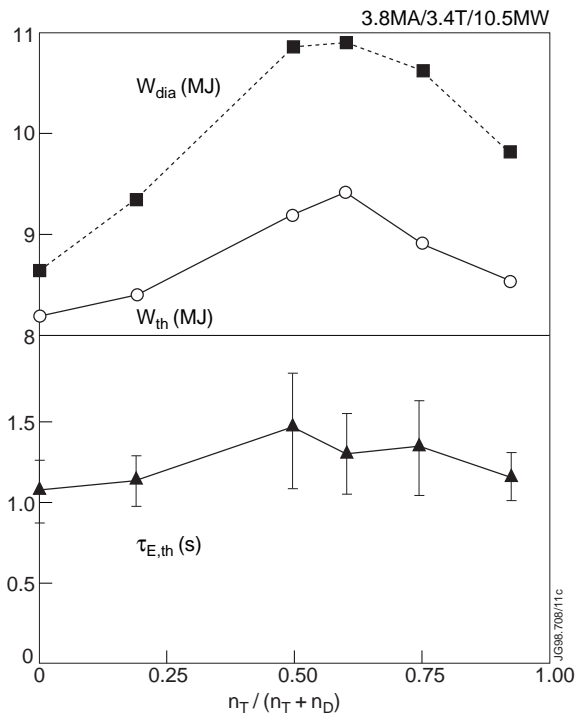 3.8MA/3.4T/10.5MW
11
W_dia (MJ)
10
9
W_th (MJ)
8
1.5
1.0
τ_E,th (s)
0.5
0
0 0.25 0.50 0.75 1.00
n_T / (n_T + n_D)
JG98.708/11c